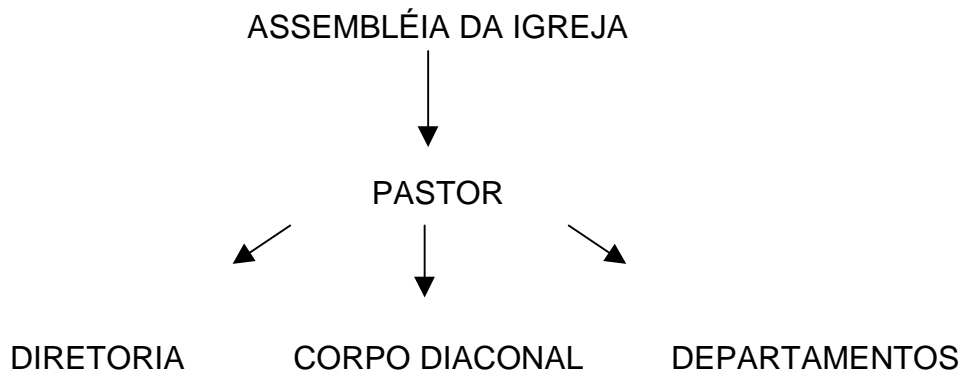 ASSEMBLÉIA DA IGREJA
PASTOR
DIRETORIA CORPO DIACONAL DEPARTAMENTOS